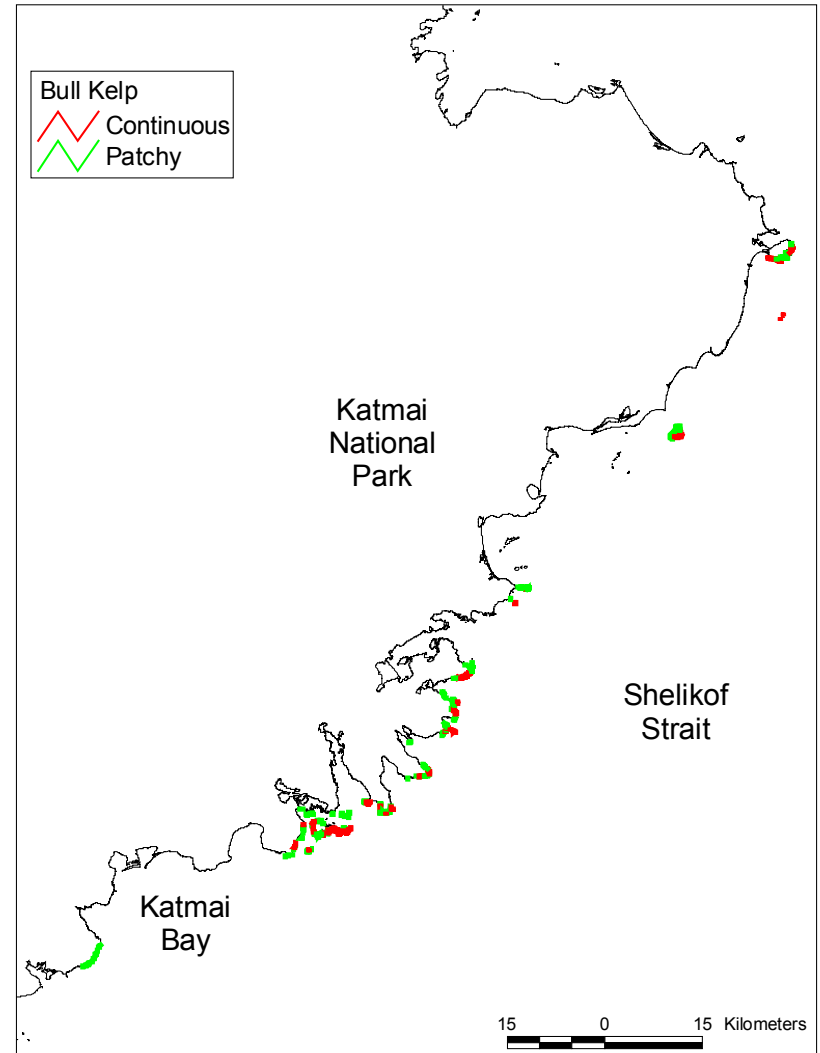 Bull Kelp
Continuous
Patchy
Katmai
National
Park
Shelikof
Strait
Katmai
Bay
15 0 15 Kilometers